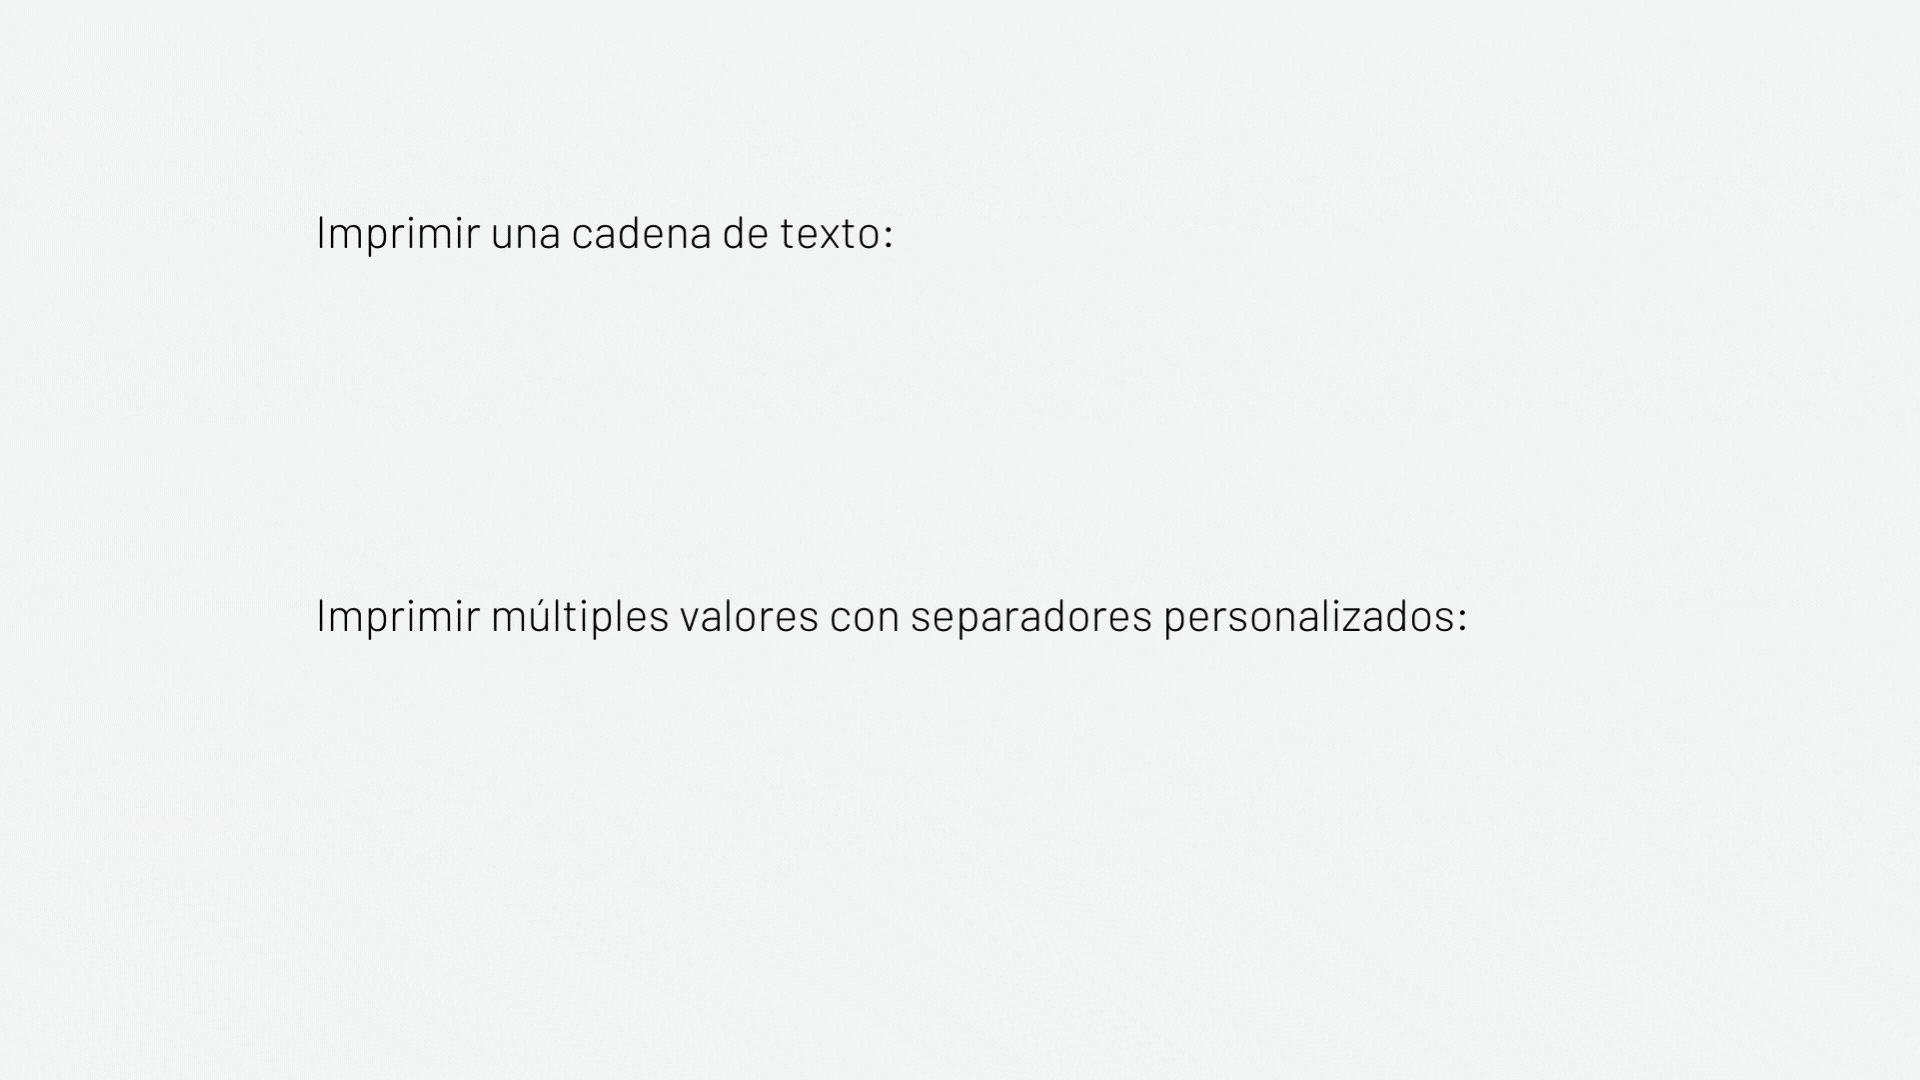 Imprimir una cadena de texto:
Imprimir múltiples valores con separadores personalizados: